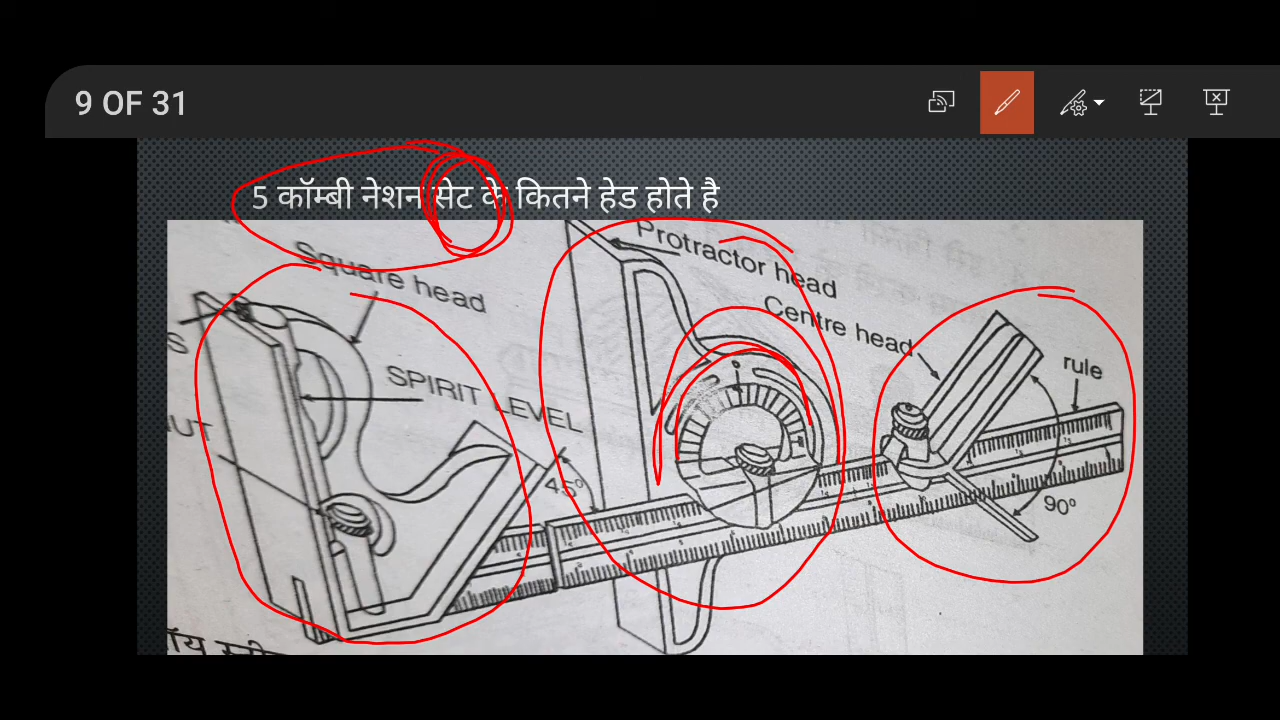 9 OF 31
5 कॉम्बी नेशन सेट के कितने हेड होते है
Protractor head
Square head
Centre head
SPIRIT LEVEL
rule
45°
90°